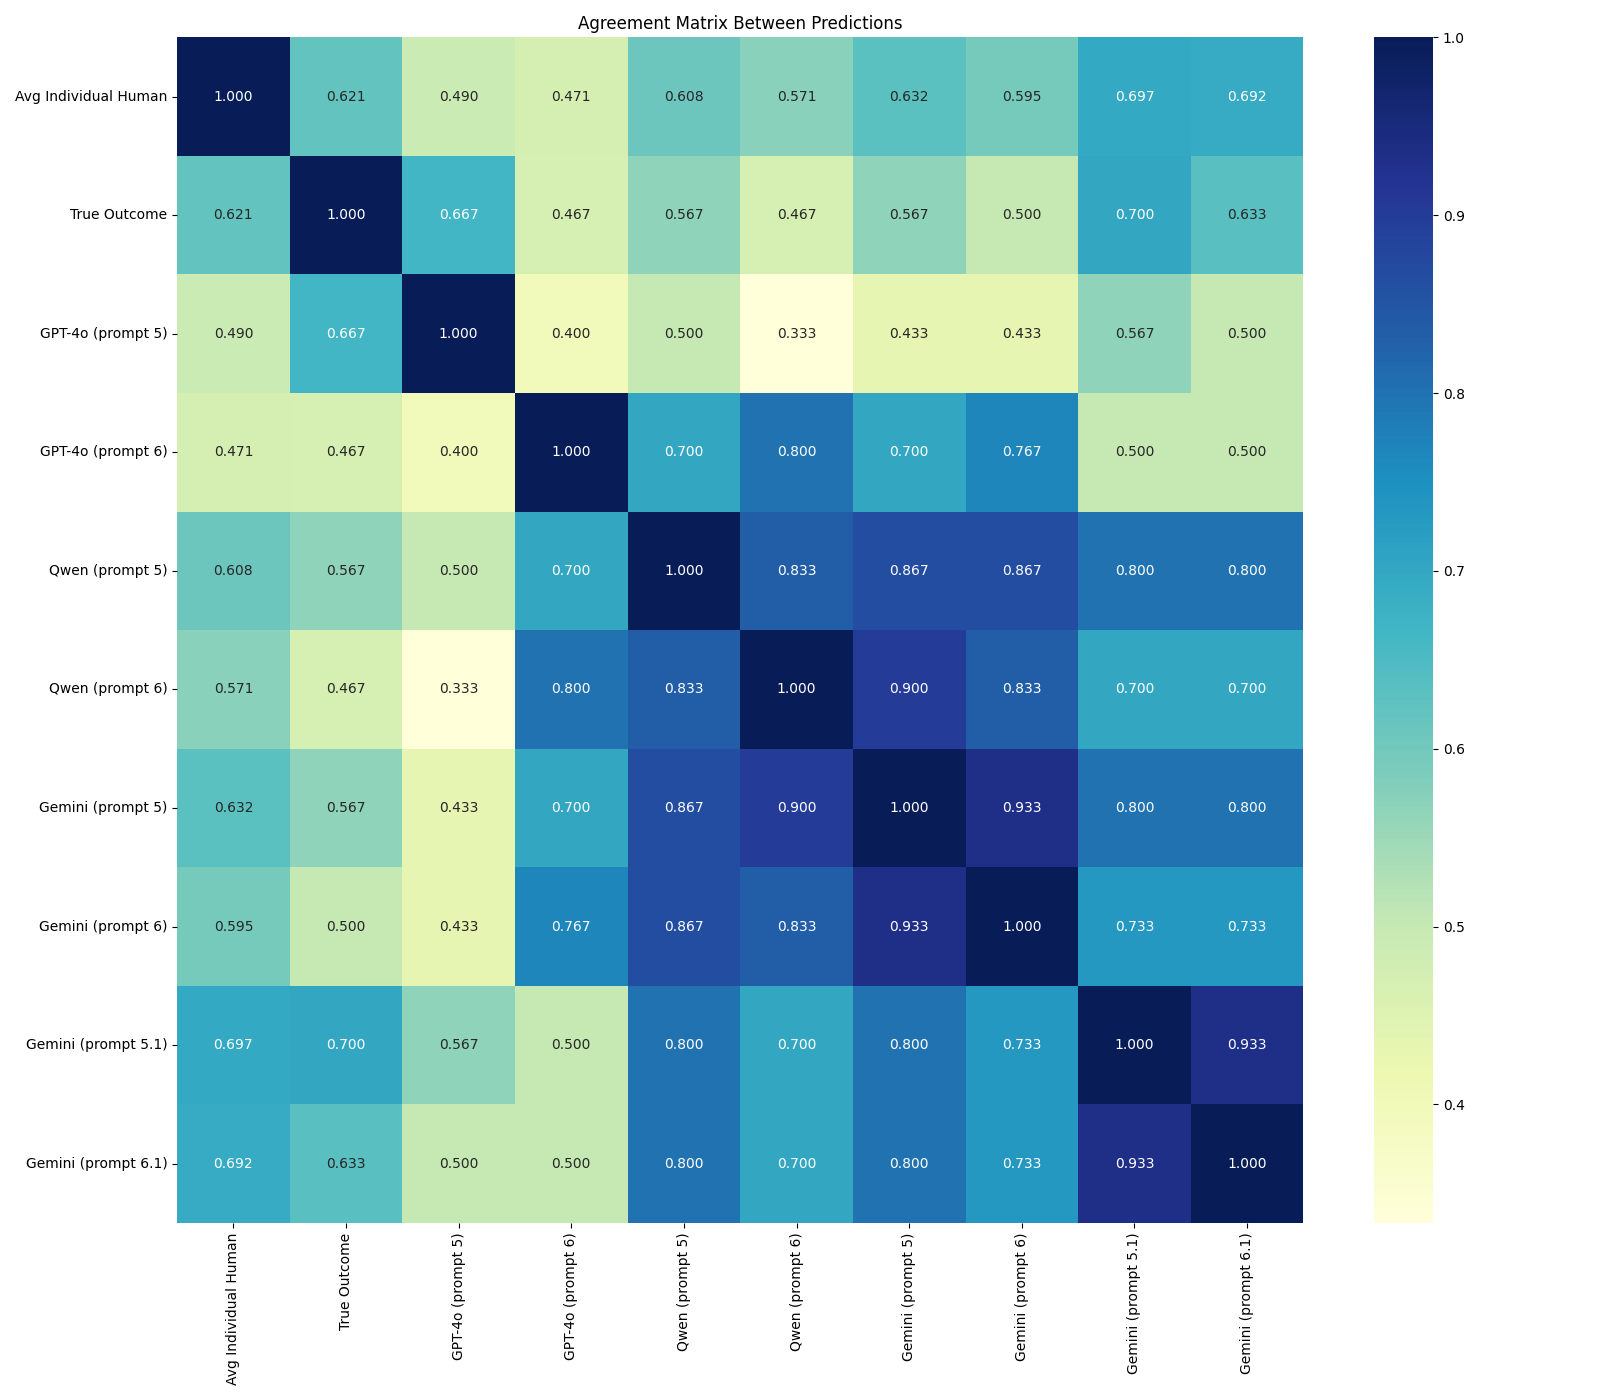 Agreement Matrix Between Predictions
Avg Individual Human 1.000 0.621 0.490 0.471 0.608 0.571 0.632 0.595 0.697 0.692
True Outcome 0.621 1.000 0.667 0.467 0.567 0.467 0.567 0.500 0.700 0.633
GPT-4o (prompt 5) 0.490 0.667 1.000 0.400 0.500 0.333 0.433 0.433 0.567 0.500
GPT-4o (prompt 6) 0.471 0.467 0.400 1.000 0.700 0.800 0.700 0.767 0.500 0.500
Qwen (prompt 5) 0.608 0.567 0.500 0.700 1.000 0.833 0.867 0.867 0.800 0.800
Qwen (prompt 6) 0.571 0.467 0.333 0.800 0.833 1.000 0.900 0.833 0.700 0.700
Gemini (prompt 5) 0.632 0.567 0.433 0.700 0.867 0.900 1.000 0.933 0.800 0.800
Gemini (prompt 6) 0.595 0.500 0.433 0.767 0.867 0.833 0.933 1.000 0.733 0.733
Gemini (prompt 5.1) 0.697 0.700 0.567 0.500 0.800 0.700 0.800 0.733 1.000 0.933
Gemini (prompt 6.1) 0.692 0.633 0.500 0.500 0.800 0.700 0.800 0.733 0.933 1.000
Avg Individual Human
True Outcome
GPT-4o (prompt 5)
GPT-4o (prompt 6)
Qwen (prompt 5)
Qwen (prompt 6)
Gemini (prompt 5)
Gemini (prompt 6)
Gemini (prompt 5.1)
Gemini (prompt 6.1)
1.0
0.9
0.8
0.7
0.6
0.5
0.4